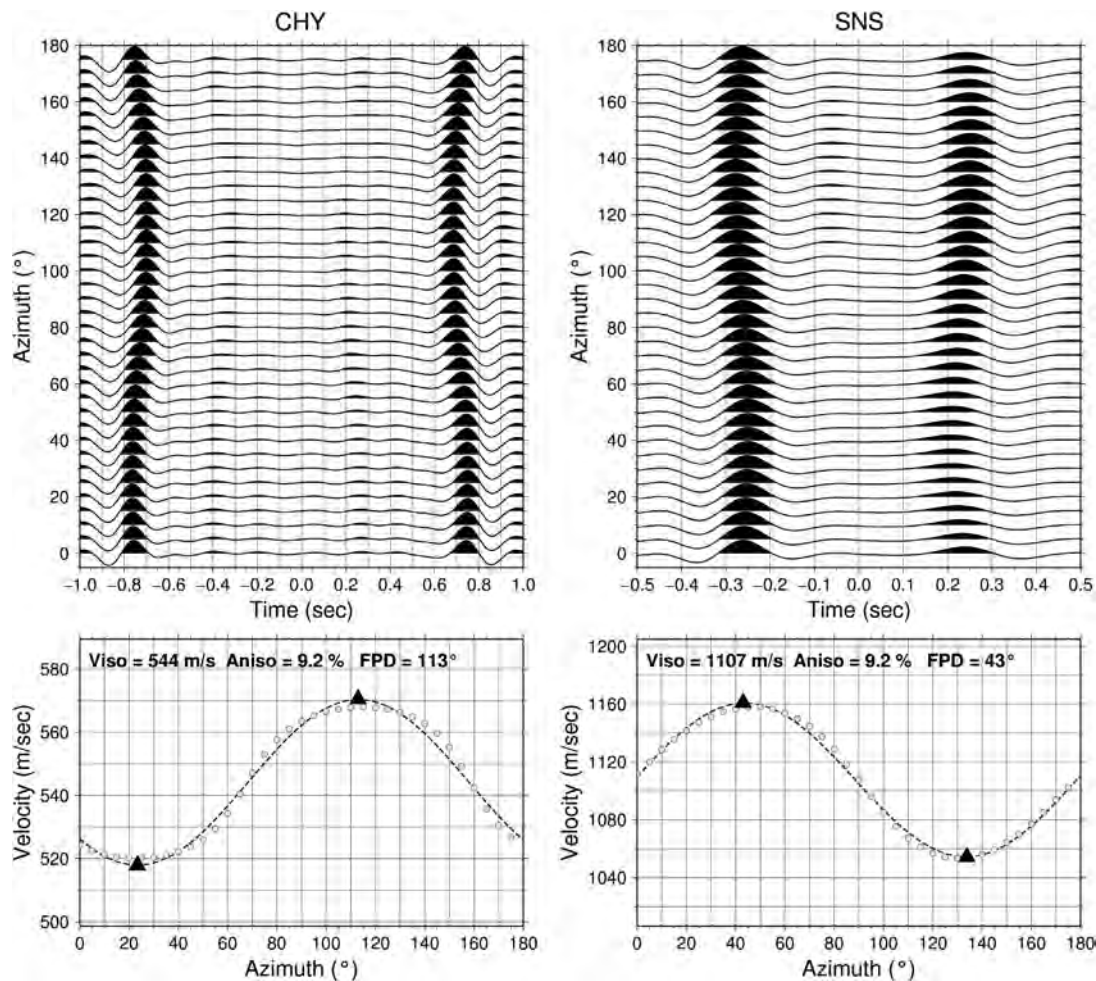 CHY
180
160
140
120
100
80
60
40
20
0
Azimuth (°)
−1.0 −0.8 −0.6 −0.4 −0.2 0.0 0.2 0.4 0.6 0.8 1.0
Time (sec)
SNS
180
160
140
120
100
80
60
40
20
0
Azimuth (°)
−0.5 −0.4 −0.3 −0.2 −0.1 0.0 0.1 0.2 0.3 0.4 0.5
Time (sec)
Viso = 544 m/s Aniso = 9.2 % FPD = 113°
580
560
540
520
500
Velocity (m/sec)
0 20 40 60 80 100 120 140 160 180
Azimuth (°)
Viso = 1107 m/s Aniso = 9.2 % FPD = 43°
1200
1160
1120
1080
1040
Velocity (m/sec)
0 20 40 60 80 100 120 140 160 180
Azimuth (°)